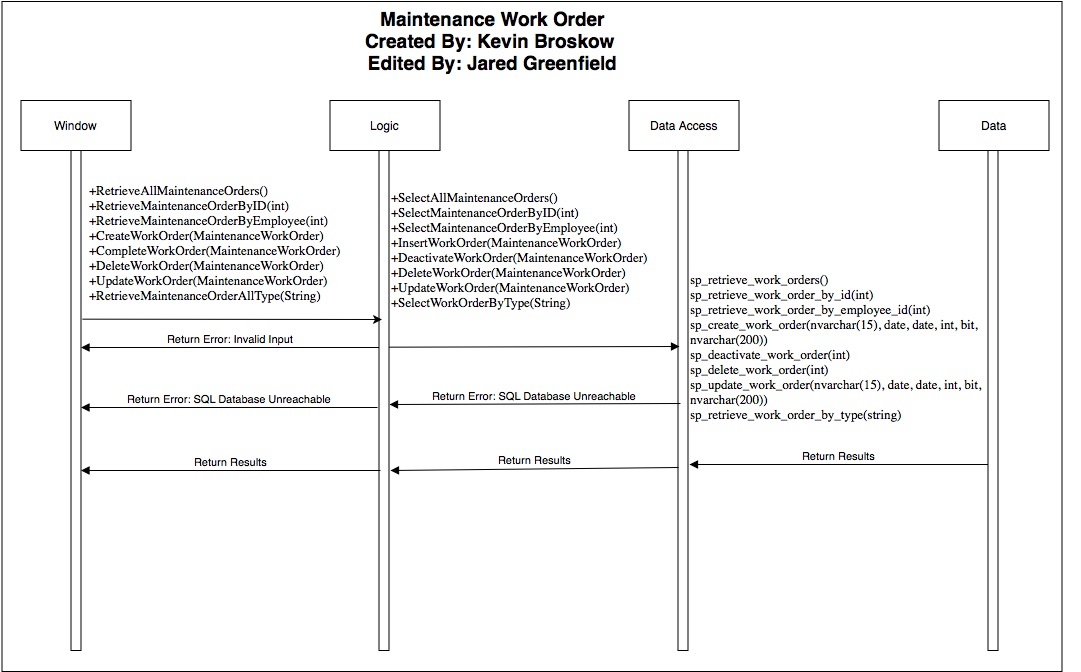 Maintenance Work Order
Created By: Kevin Broskow
Edited By: Jared Greenfield
Window
Logic
Data Access
Data
+RetrieveAllMaintenanceOrders()
+RetrieveMaintenanceOrderByID(int)
+RetrieveMaintenanceOrderByEmployee(int)
+CreateWorkOrder(MaintenanceWorkOrder)
+CompleteWorkOrder(MaintenanceWorkOrder)
+DeleteWorkOrder(MaintenanceWorkOrder)
+UpdateWorkOrder(MaintenanceWorkOrder)
+RetrieveMaintenanceOrderAllType(String)
+SelectAllMaintenanceOrders()
+SelectMaintenanceOrderByID(int)
+SelectMaintenanceOrderByEmployee(int)
+InsertWorkOrder(MaintenanceWorkOrder)
+DeactivateWorkOrder(MaintenanceWorkOrder)
+DeleteWorkOrder(MaintenanceWorkOrder)
+UpdateWorkOrder(MaintenanceWorkOrder)
+SelectWorkOrderByType(String)
sp_retrieve_work_orders()
sp_retrieve_work_order_by_id(int)
sp_retrieve_work_order_by_employee_id(int)
sp_create_work_order(nvarchar(15), date, date, int, bit,
nvarchar(200))
sp_deactivate_work_order(int)
sp_delete_work_order(int)
sp_update_work_order(nvarchar(15), date, date, int, bit,
nvarchar(200))
sp_retrieve_work_order_by_type(string)
Return Error: Invalid Input
Return Error: SQL Database Unreachable
Return Error: SQL Database Unreachable
Return Results
Return Results
Return Results